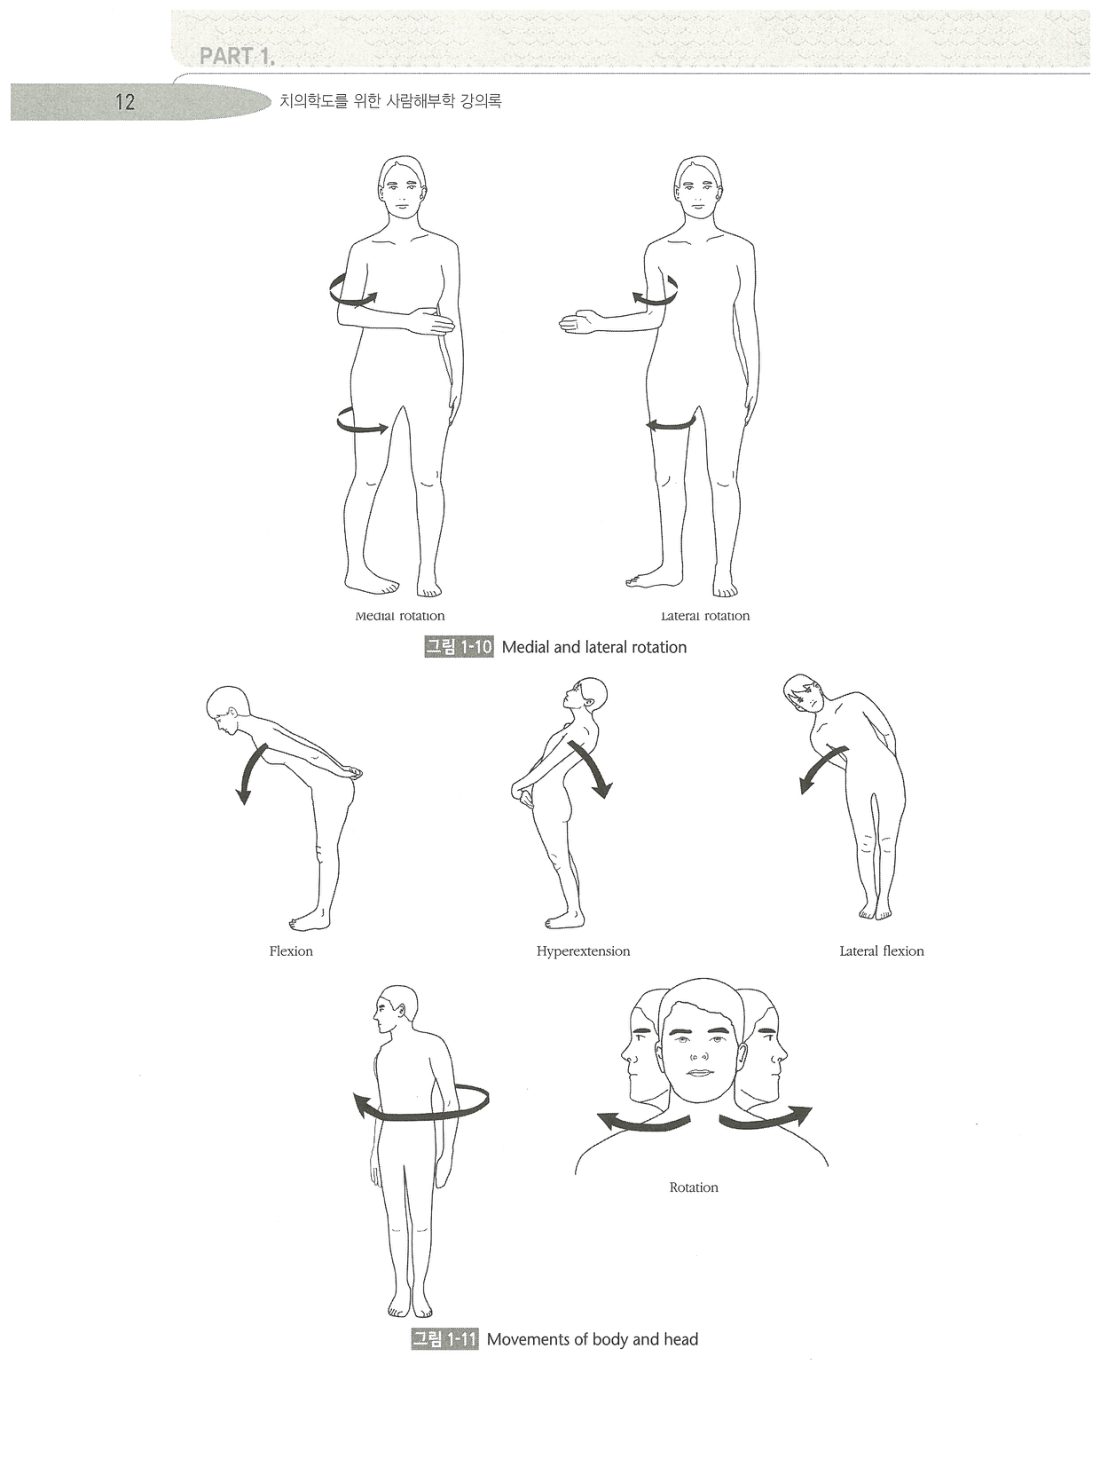 PART 1.
12
치의학도를 위한 사람해부학 강의록
Medial rotation
Lateral rotation
그림 1-10 Medial and lateral rotation
Flexion
Hyperextension
Lateral flexion
Rotation
그림 1-11 Movements of body and head